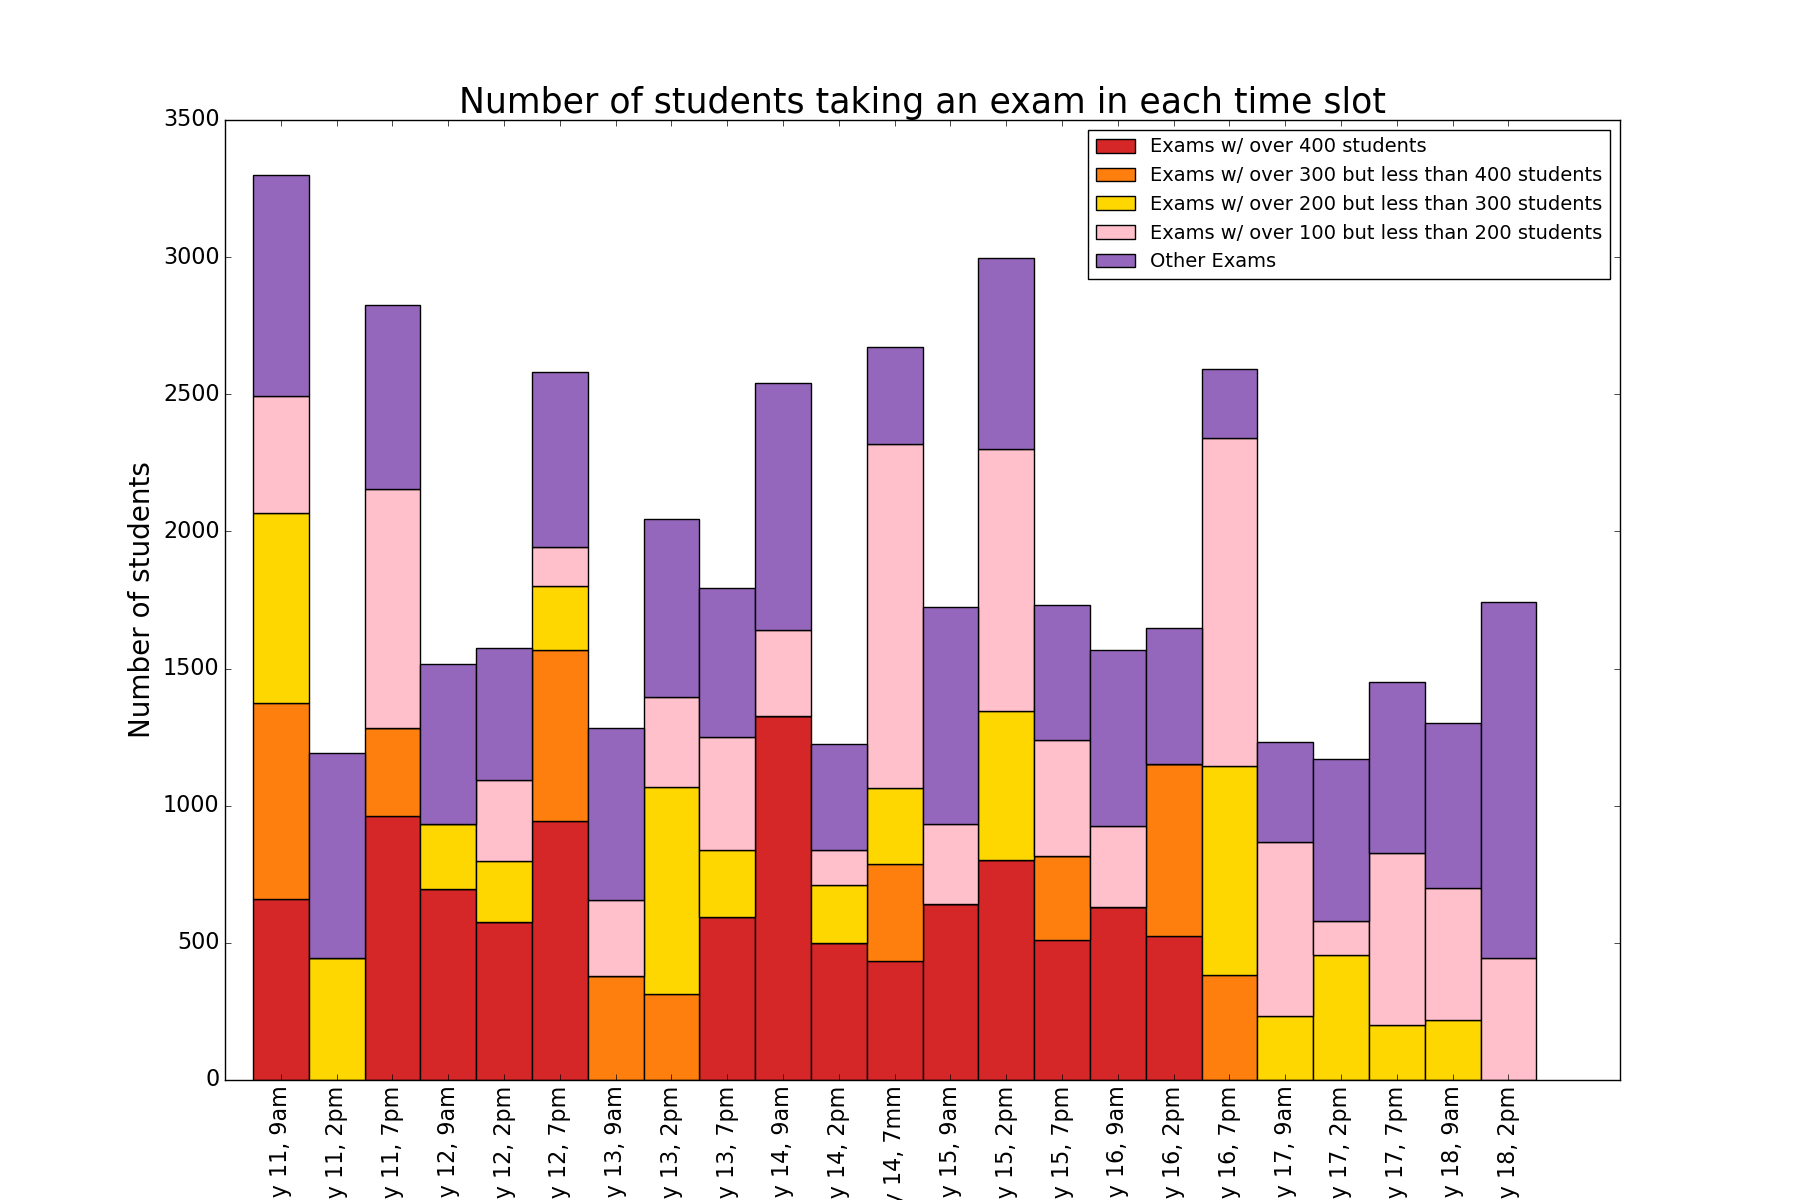 Number of students taking an exam in each time slot
3500
3000
2500
2000
1500
1000
500
0
Number of students
Exams w/ over 400 students
Exams w/ over 300 but less than 400 students
Exams w/ over 200 but less than 300 students
Exams w/ over 100 but less than 200 students
Other Exams
y 11, 9am
y 11, 2pm
y 11, 7pm
y 12, 9am
y 12, 2pm
y 12, 7pm
y 13, 9am
y 13, 2pm
y 13, 7pm
y 14, 9am
y 14, 2pm
y 14, 7mm
y 15, 9am
y 15, 2pm
y 15, 7pm
y 16, 9am
y 16, 2pm
y 16, 7pm
y 17, 9am
y 17, 2pm
y 17, 7pm
y 18, 9am
y 18, 2pm